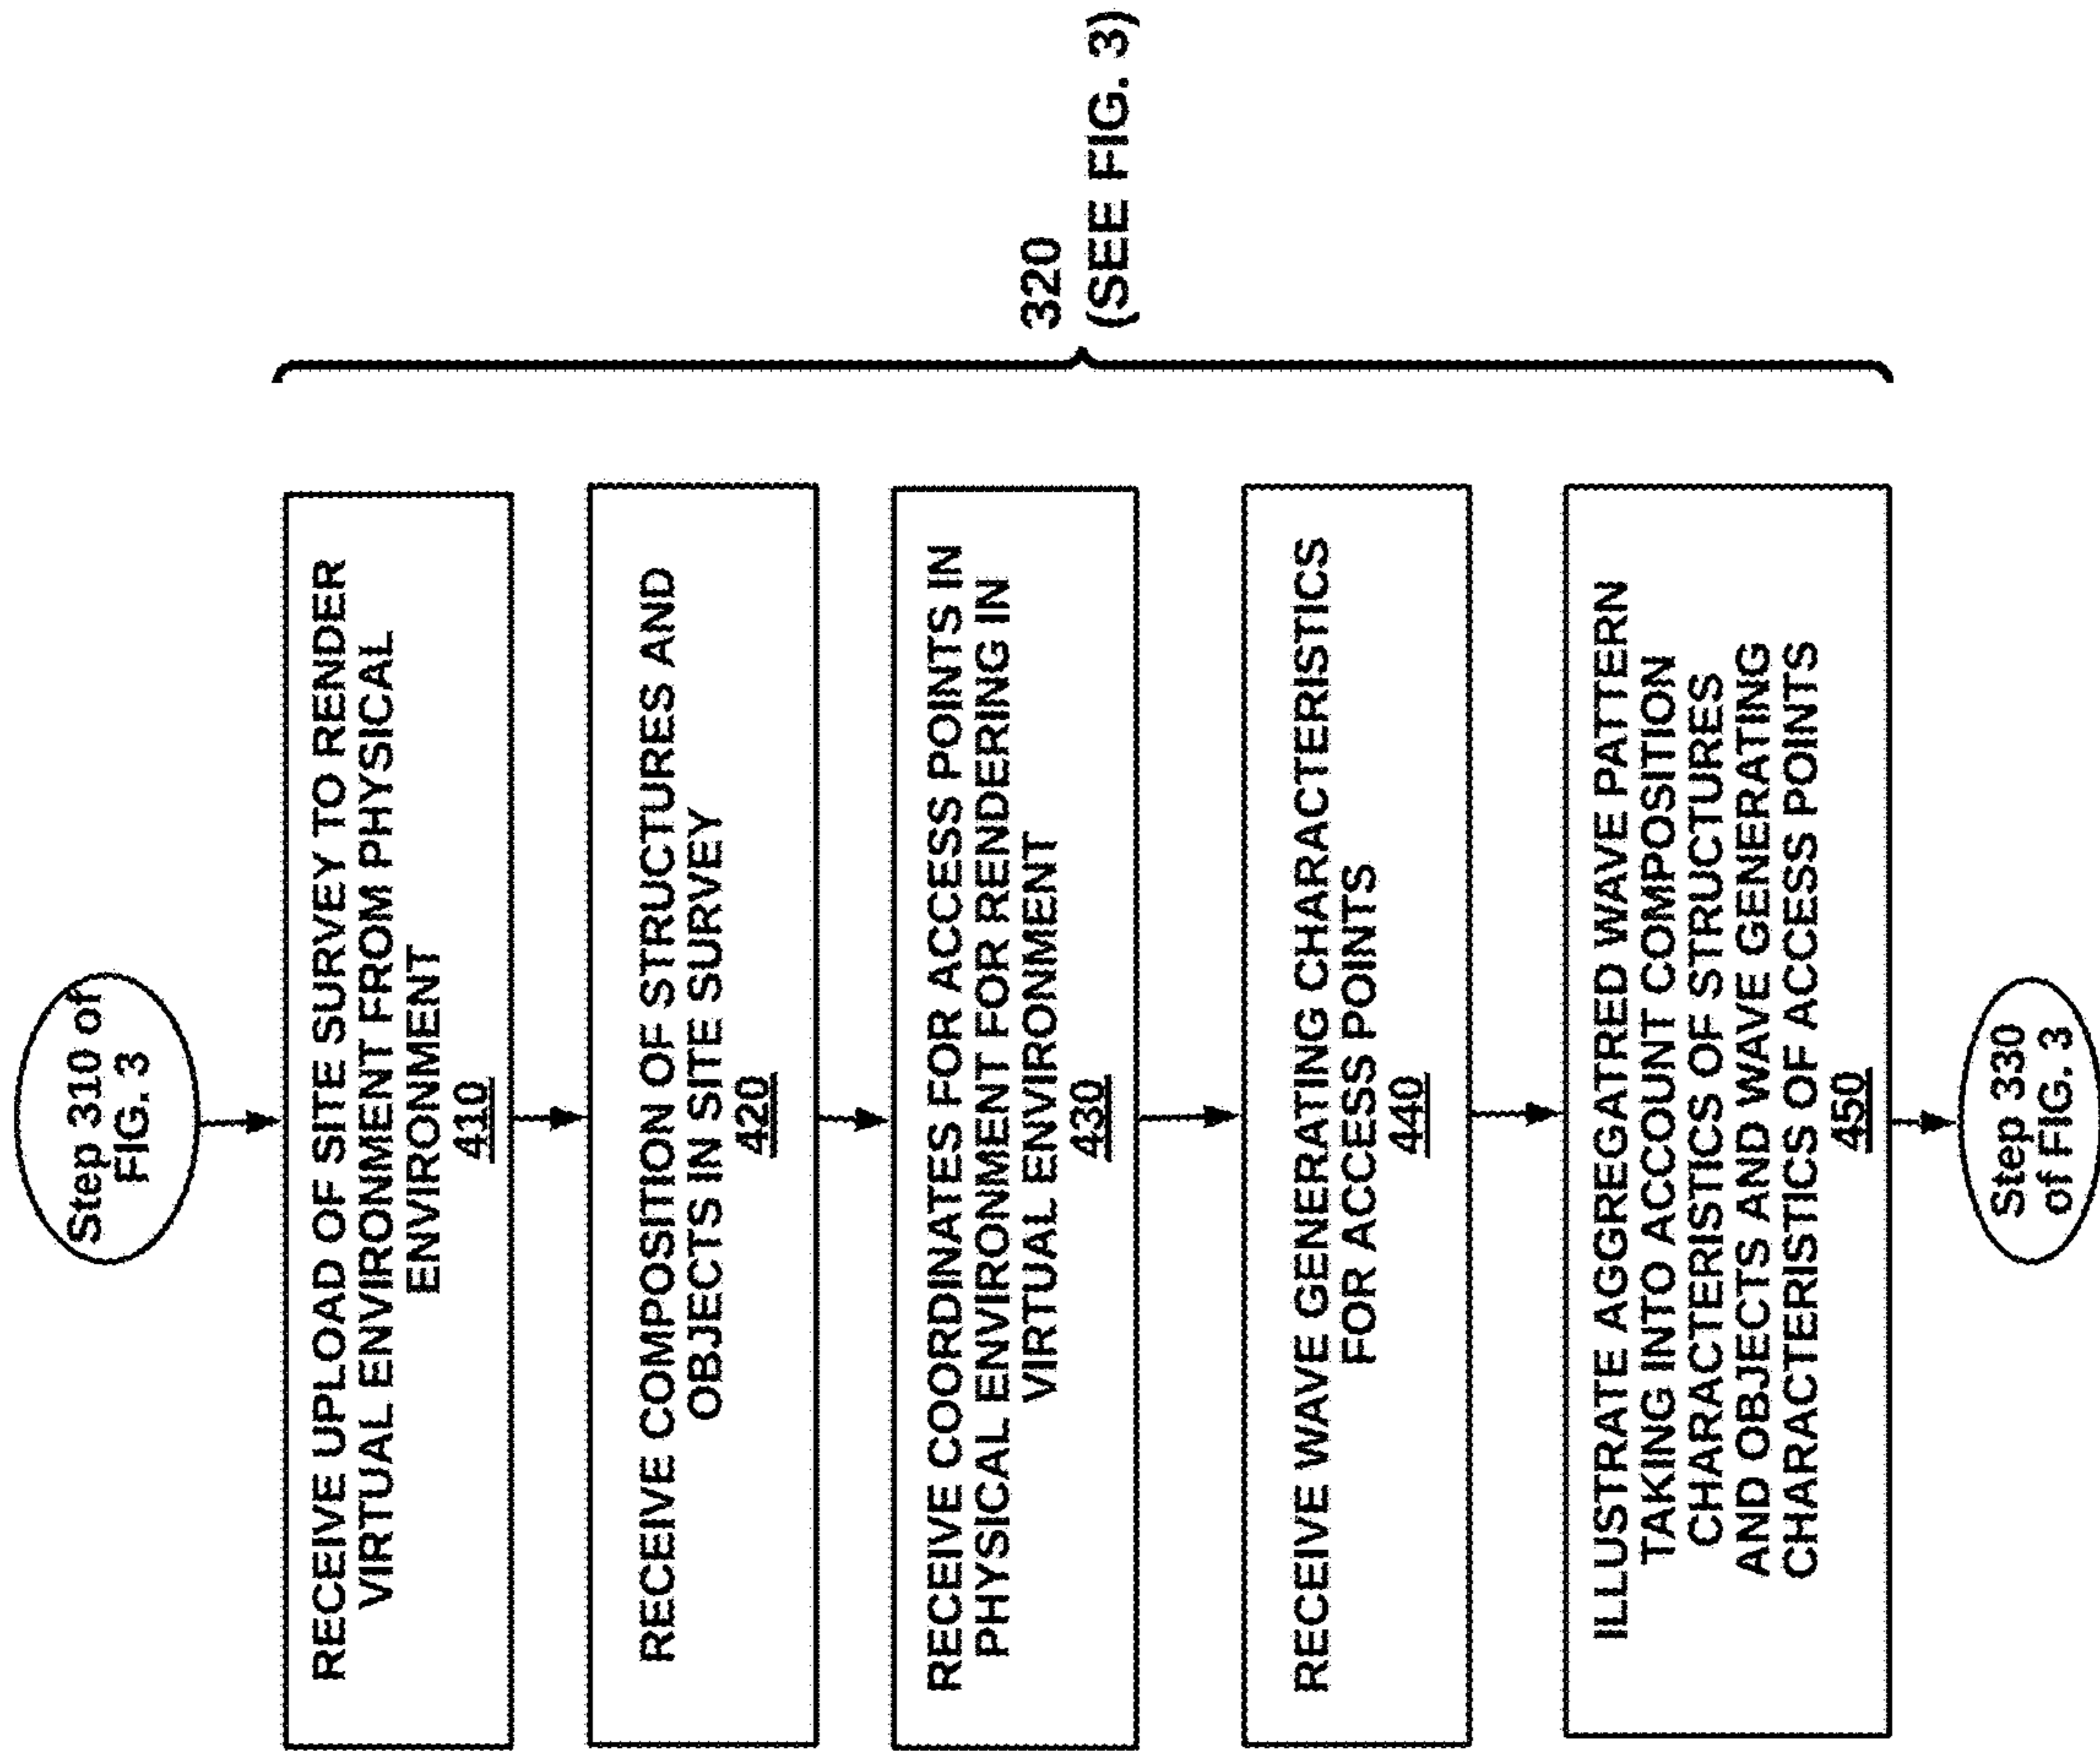 Step 310 of
FIG. 3
RECEIVE UPLOAD OF SITE SURVEY TO RENDER
VIRTUAL ENVIRONMENT FROM PHYSICAL
ENVIRONMENT
410
RECEIVE COMPOSITION OF STRUCTURES AND
OBJECTS IN SITE SURVEY
420
RECEIVE COORDINATES FOR ACCESS POINTS IN
PHYSICAL ENVIRONMENT FOR RENDERING IN
VIRTUAL ENVIRONMENT
430
RECEIVE WAVE GENERATING CHARACTERISTICS
FOR ACCESS POINTS
440
ILLUSTRATE AGGREGATRED WAVE PATTERN
TAKING INTO ACCOUNT COMPOSITION
CHARACTERISTICS OF STRUCTURES
AND OBJECTS AND WAVE GENERATING
CHARACTERISTICS OF ACCESS POINTS
450
Step 330
of FIG. 3
320
(SEE FIG. 3)